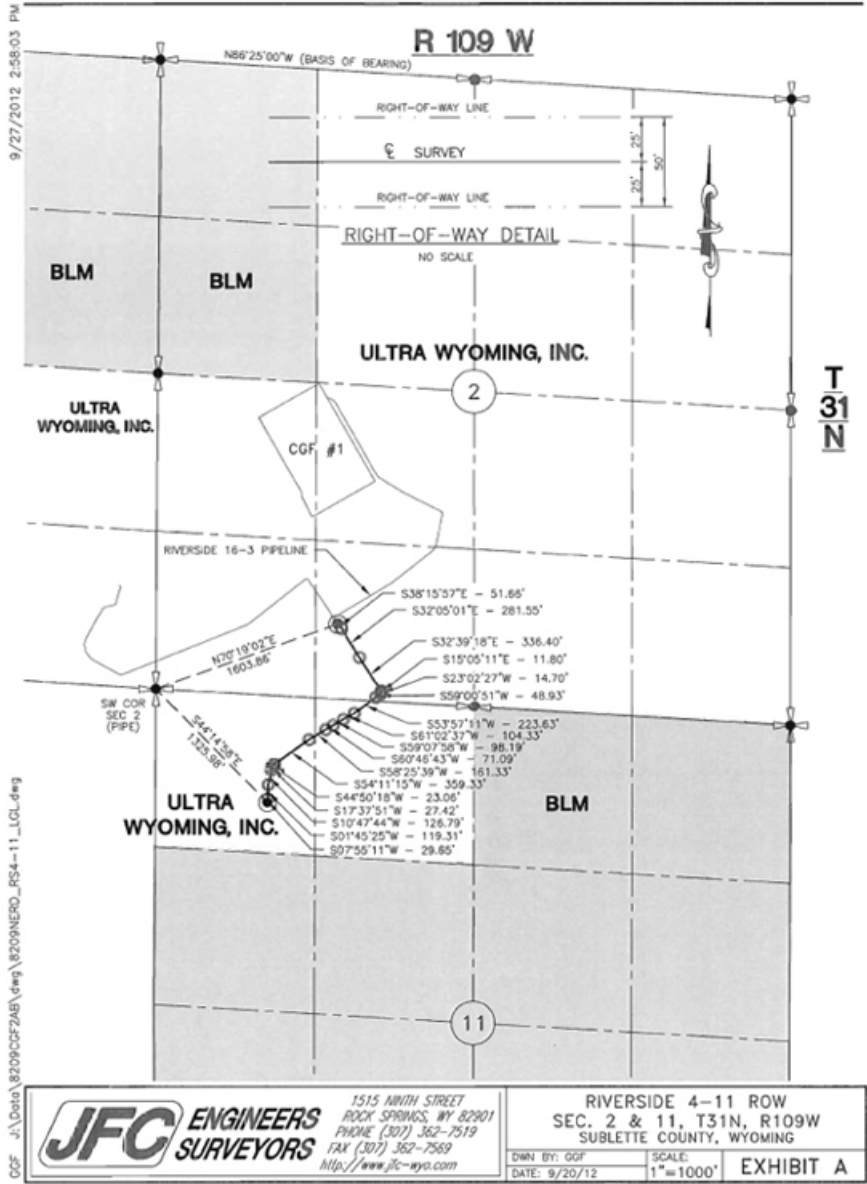 9/27/2012 2:58:03 PM
R 109 W
N86°25'00"W (BASIS OF BEARING)
RIGHT-OF-WAY LINE
℄ SURVEY
25'
25'
50'
RIGHT-OF-WAY LINE
RIGHT-OF-WAY DETAIL
NO SCALE
BLM
BLM
ULTRA WYOMING, INC.
2
T
31
N
ULTRA
WYOMING, INC.
CGF #1
RIVERSIDE 16-3 PIPELINE
S38°15'57"E - 51.66'
S32°05'01"E - 281.55'
N70°19'02"E
1603.86'
S32°39'18"E - 336.40'
S15°05'11"E - 11.80'
S23°02'27"W - 14.70'
S59°00'51"W - 48.93'
SW COR
SEC 2
(PIPE)
S44°14'58"E
1325.98'
S53°57'11"W - 223.63'
S61°02'37"W - 104.33'
S59°07'58"W - 98.19'
S60°46'43"W - 71.09'
S58°25'39"W - 161.33'
S54°11'15"W - 359.33'
S44°50'18"W - 23.06'
S17°37'51"W - 27.42'
S10°47'44"W - 126.79'
S01°45'25"W - 119.31'
S07°55'11"W - 29.65'
ULTRA
WYOMING, INC.
BLM
11
GGF J:\Data\8209CGF2AB\dwg\8209NERO_RS4-11_LGL.dwg
JFC ENGINEERS
SURVEYORS
1515 NINTH STREET
ROCK SPRINGS, WY 82901
PHONE (307) 362-7519
FAX (307) 362-7569
http://www.jfc-wyo.com
RIVERSIDE 4-11 ROW
SEC. 2 & 11, T31N, R109W
SUBLETTE COUNTY, WYOMING
DWN BY: GGF
DATE: 9/20/12
SCALE:
1"=1000'
EXHIBIT A